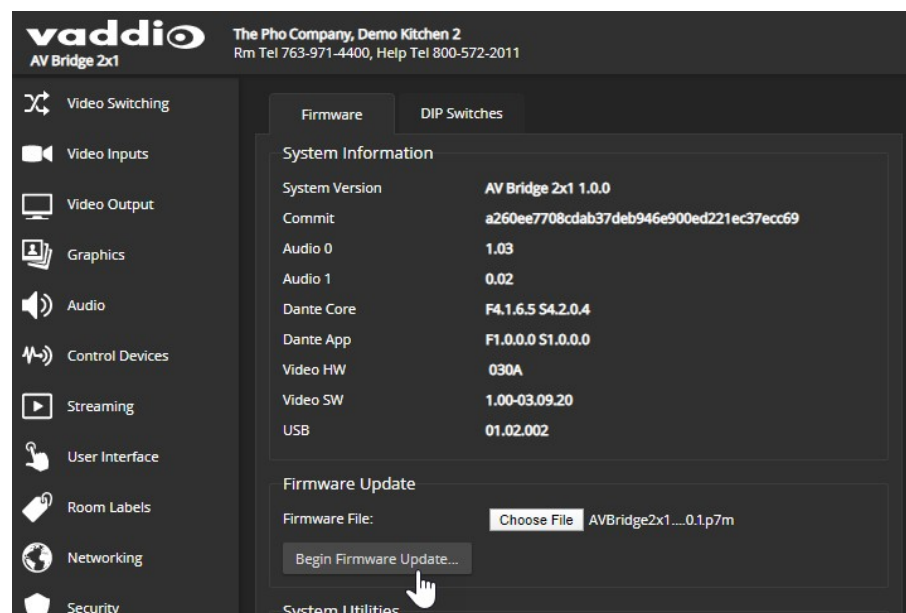 vaddio
AV Bridge 2x1
The Pho Company, Demo Kitchen 2
Rm Tel 763-971-4400, Help Tel 800-572-2011
Video Switching
Video Inputs
Video Output
Graphics
Audio
Control Devices
Streaming
User Interface
Room Labels
Networking
Security
Firmware
DIP Switches
System Information
System Version AV Bridge 2x1 1.0.0
Commit a260ee7708cdab37deb946e900ed221ec37ecc69
Audio 0 1.03
Audio 1 0.02
Dante Core F4.1.6.5 S4.2.0.4
Dante App F1.0.0.0 S1.0.0.0
Video HW 030A
Video SW 1.00-03.09.20
USB 01.02.002
Firmware Update
Firmware File: Choose File AVBridge2x1....0.1.p7m
Begin Firmware Update...
System Utilities